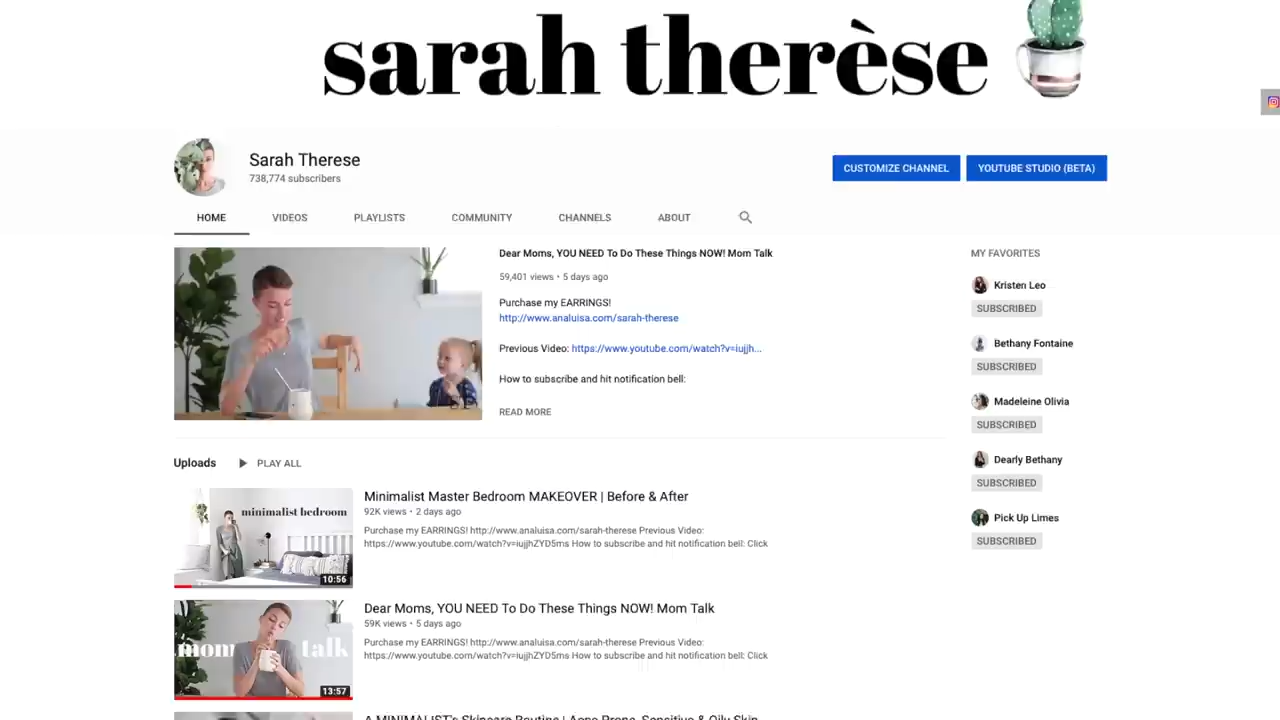 sarah therèse
Sarah Therese
738,774 subscribers
CUSTOMIZE CHANNEL
YOUTUBE STUDIO (BETA)
HOME
VIDEOS
PLAYLISTS
COMMUNITY
CHANNELS
ABOUT
Dear Moms, YOU NEED To Do These Things NOW! Mom Talk
59,401 views • 5 days ago
Purchase my EARRINGS!
http://www.analuisa.com/sarah-therese
Previous Video: https://www.youtube.com/watch?v=iujjh...
How to subscribe and hit notification bell:
READ MORE
MY FAVORITES
Kristen Leo
SUBSCRIBED
Bethany Fontaine
SUBSCRIBED
Madeleine Olivia
SUBSCRIBED
Dearly Bethany
SUBSCRIBED
Pick Up Limes
SUBSCRIBED
Uploads
PLAY ALL
minimalist bedroom
10:56
Minimalist Master Bedroom MAKEOVER | Before & After
92K views • 2 days ago
Purchase my EARRINGS! http://www.analuisa.com/sarah-therese Previous Video:
https://www.youtube.com/watch?v=iujjhZYD5ms How to subscribe and hit notification bell: Click
mom talk
13:57
Dear Moms, YOU NEED To Do These Things NOW! Mom Talk
59K views • 5 days ago
Purchase my EARRINGS! http://www.analuisa.com/sarah-therese Previous Video:
https://www.youtube.com/watch?v=iujjhZYD5ms How to subscribe and hit notification bell: Click
A MINIMALIST's Skincare Routine | Acne Prone, Sensitive & Oily Skin